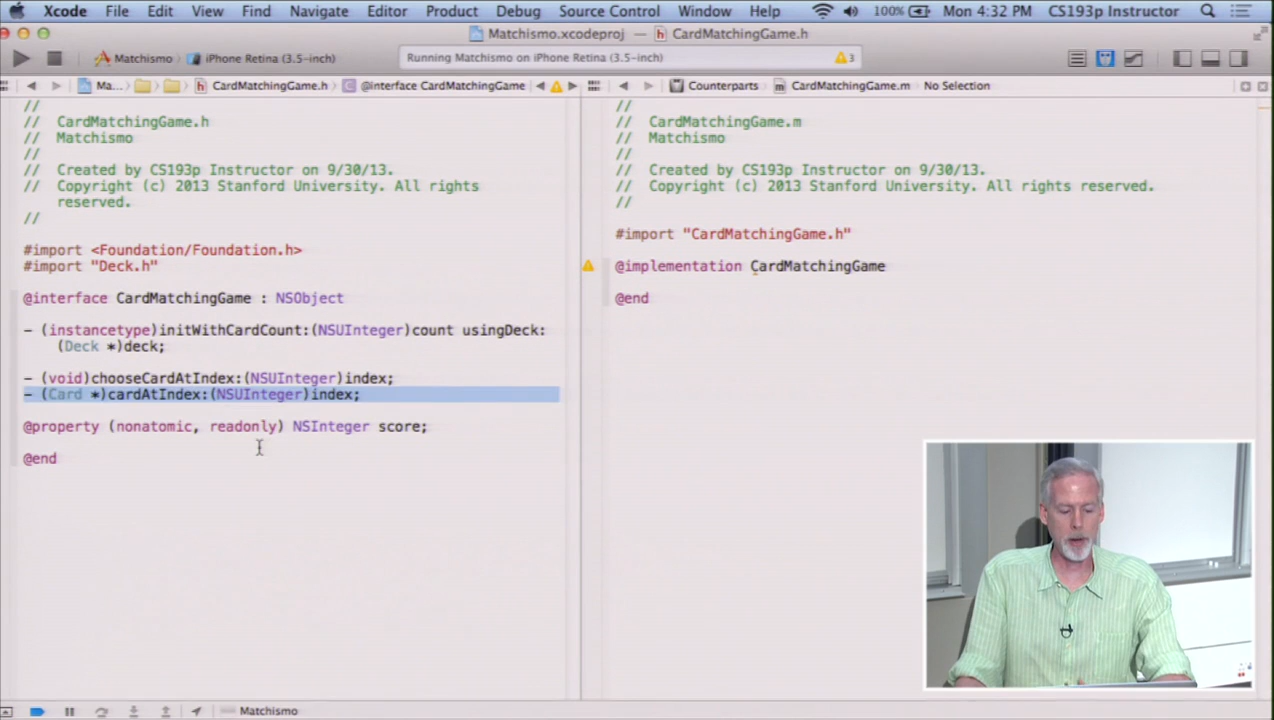 Xcode File Edit View Find Navigate Editor Product Debug Source Control Window Help 100% Mon 4:32 PM CS193p Instructor
Matchismo.xcodeproj — CardMatchingGame.h
Matchismo iPhone Retina (3.5-inch) Running Matchismo on iPhone Retina (3.5-inch) 3
Ma... CardMatchingGame.h @interface CardMatchingGame Counterparts CardMatchingGame.m No Selection
//
// CardMatchingGame.h
// Matchismo
//
// Created by CS193p Instructor on 9/30/13.
// Copyright (c) 2013 Stanford University. All rights
reserved.
//
#import <Foundation/Foundation.h>
#import "Deck.h"
@interface CardMatchingGame : NSObject
- (instancetype)initWithCardCount:(NSUInteger)count usingDeck:
(Deck *)deck;
- (void)chooseCardAtIndex:(NSUInteger)index;
- (Card *)cardAtIndex:(NSUInteger)index;
@property (nonatomic, readonly) NSInteger score;
@end
//
// CardMatchingGame.m
// Matchismo
//
// Created by CS193p Instructor on 9/30/13.
// Copyright (c) 2013 Stanford University. All rights reserved.
//
#import "CardMatchingGame.h"
@implementation CardMatchingGame
@end
Matchismo